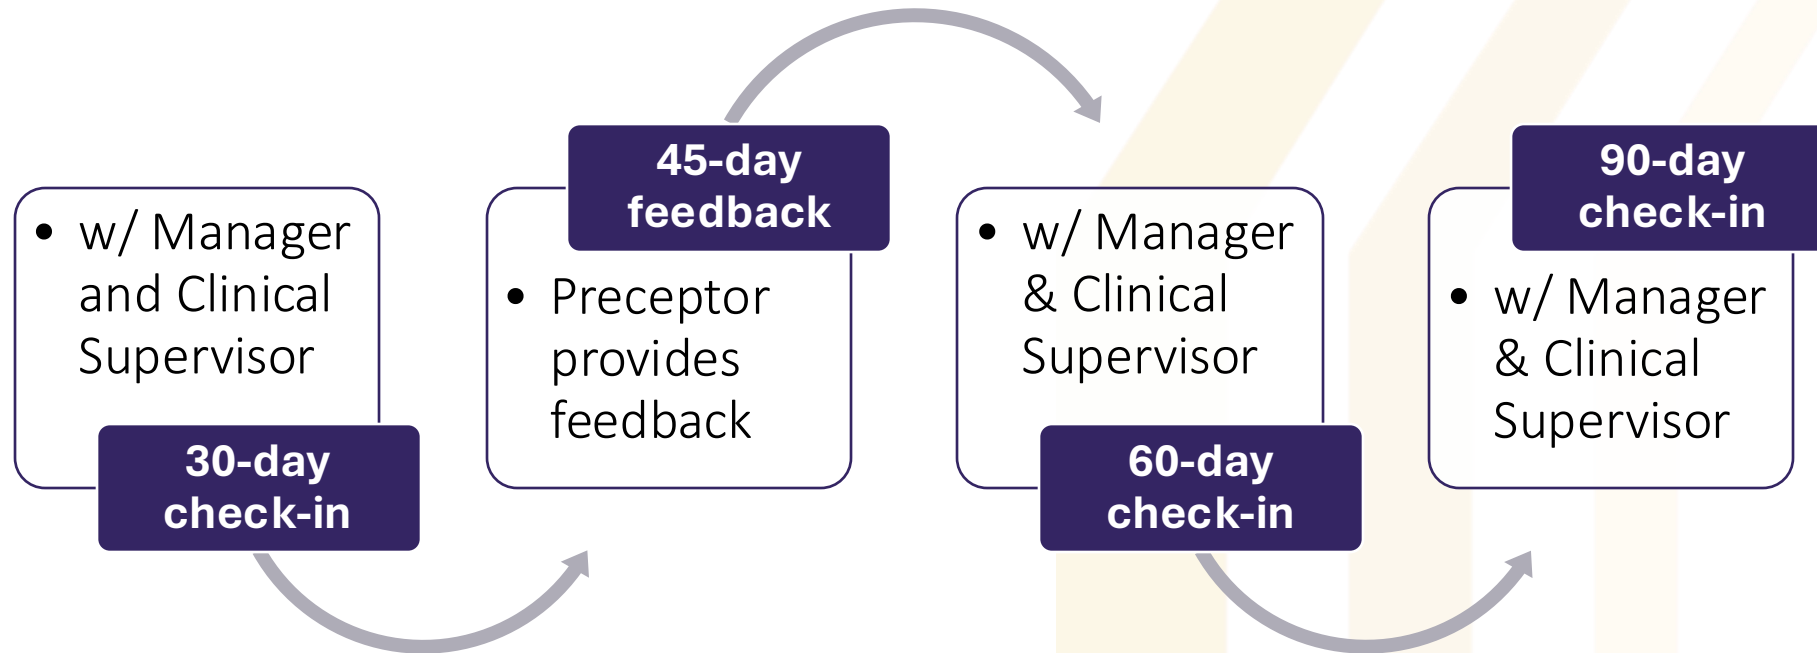 • w/ Manager
and Clinical
Supervisor
30-day
check-in
45-day
feedback
• Preceptor
provides
feedback
• w/ Manager
& Clinical
Supervisor
60-day
check-in
90-day
check-in
• w/ Manager
& Clinical
Supervisor